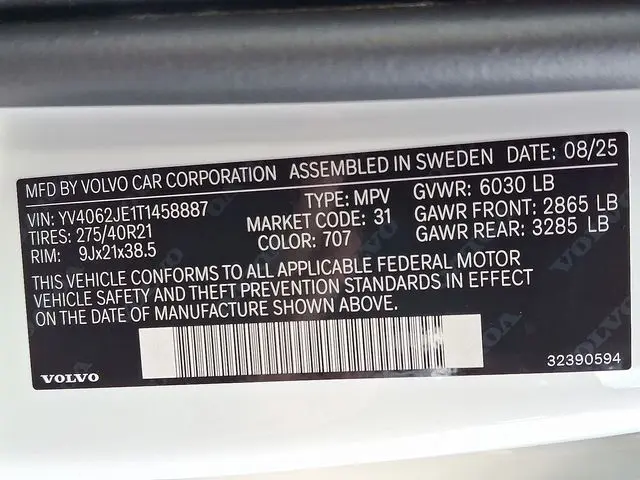 MFD BY VOLVO CAR CORPORATION ASSEMBLED IN SWEDEN DATE: 08/25
VIN: YV4062JE1T1458887 TYPE: MPV GVWR: 6030 LB
TIRES: 275/40R21 MARKET CODE: 31 GAWR FRONT: 2865 LB
RIM: 9Jx21x38.5 COLOR: 707 GAWR REAR: 3285 LB
THIS VEHICLE CONFORMS TO ALL APPLICABLE FEDERAL MOTOR
VEHICLE SAFETY AND THEFT PREVENTION STANDARDS IN EFFECT
ON THE DATE OF MANUFACTURE SHOWN ABOVE.
VOLVO 32390594